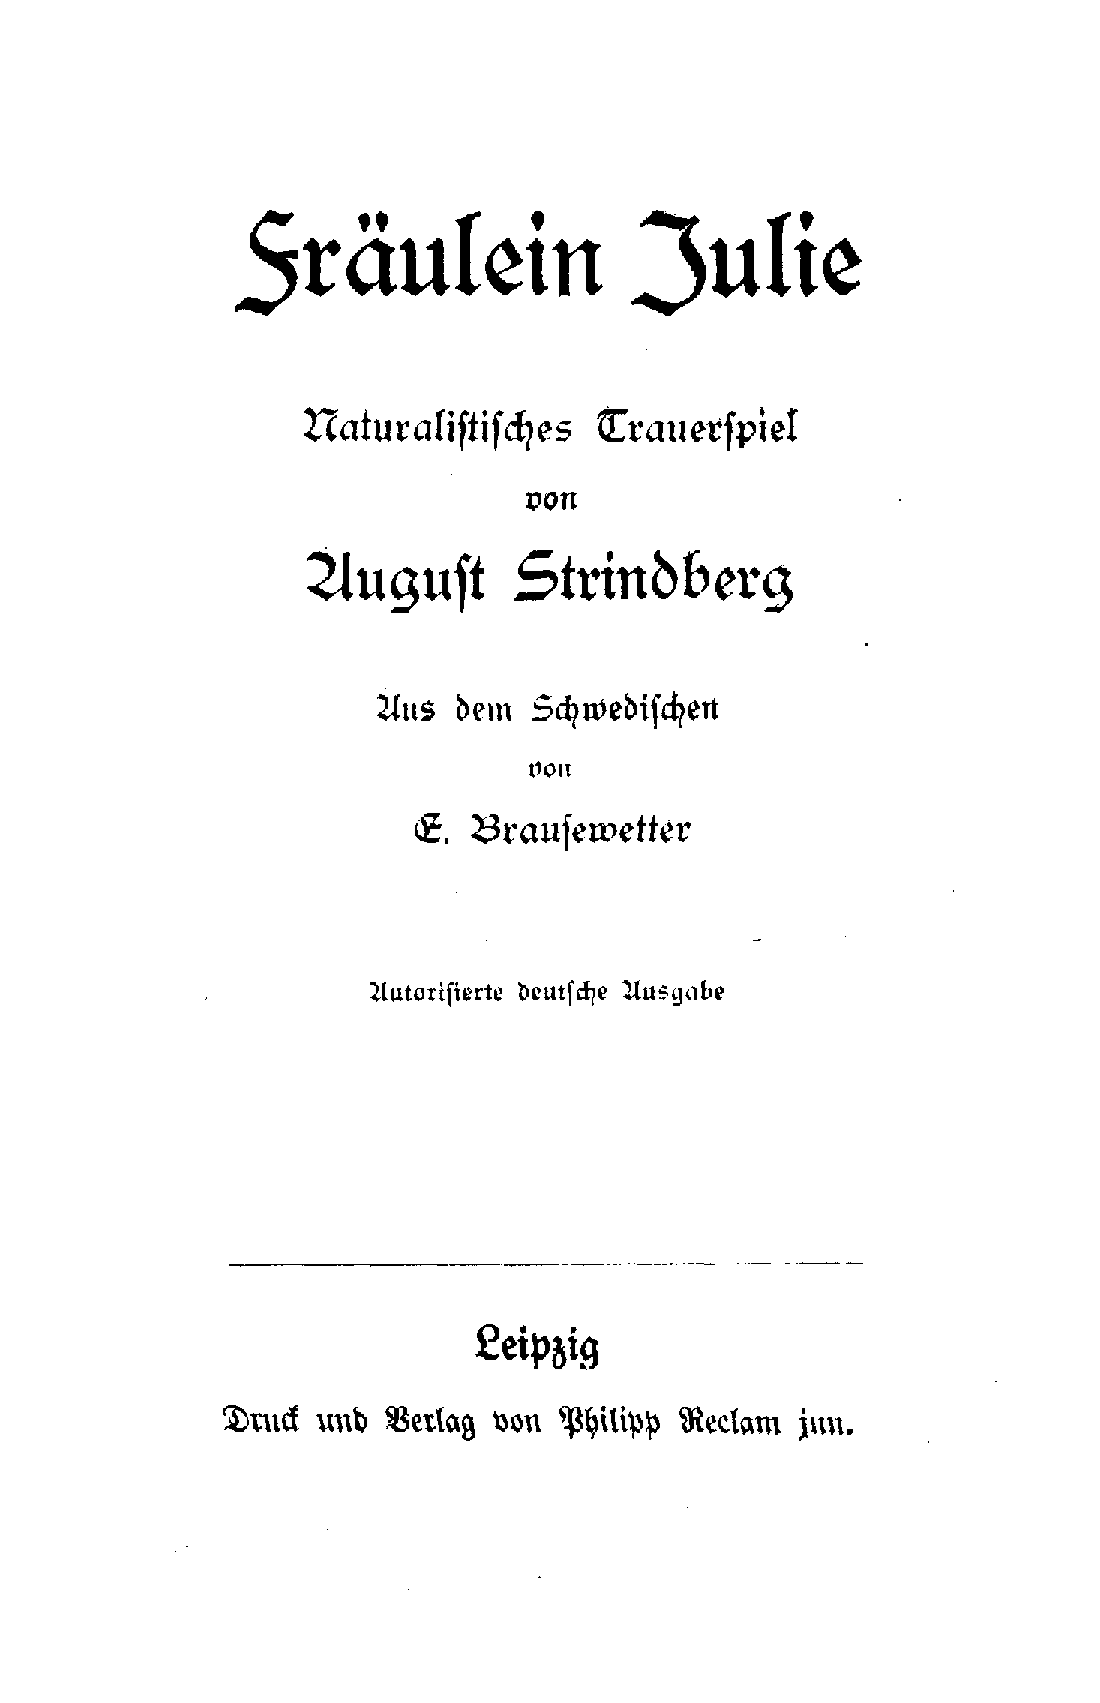 Fräulein Julie
Naturaliſtiſches Trauerſpiel
von
Auguſt Strindberg
Aus dem Schwediſchen
von
E. Brauſewetter
Autoriſierte deutſche Ausgabe
Leipzig
Druck und Verlag von Philipp Reclam jun.